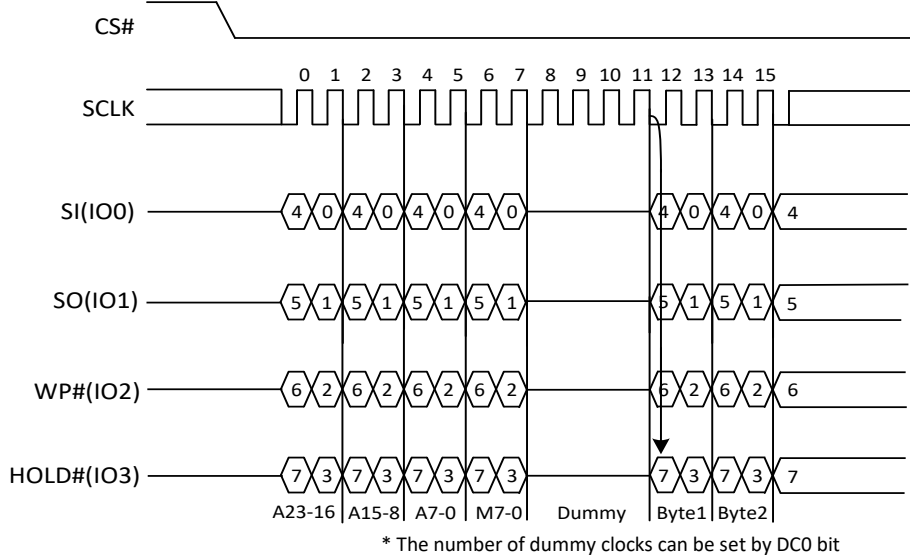 CS#
0 1 2 3 4 5 6 7 8 9 10 11 12 13 14 15
SCLK
SI(IO0) 4 0 4 0 4 0 4 0 4 0 4 0 4
SO(IO1) 5 1 5 1 5 1 5 1 5 1 5 1 5
WP#(IO2) 6 2 6 2 6 2 6 2 6 2 6 2 6
HOLD#(IO3) 7 3 7 3 7 3 7 3 7 3 7 3 7
A23-16 A15-8 A7-0 M7-0 Dummy Byte1 Byte2
* The number of dummy clocks can be set by DC0 bit